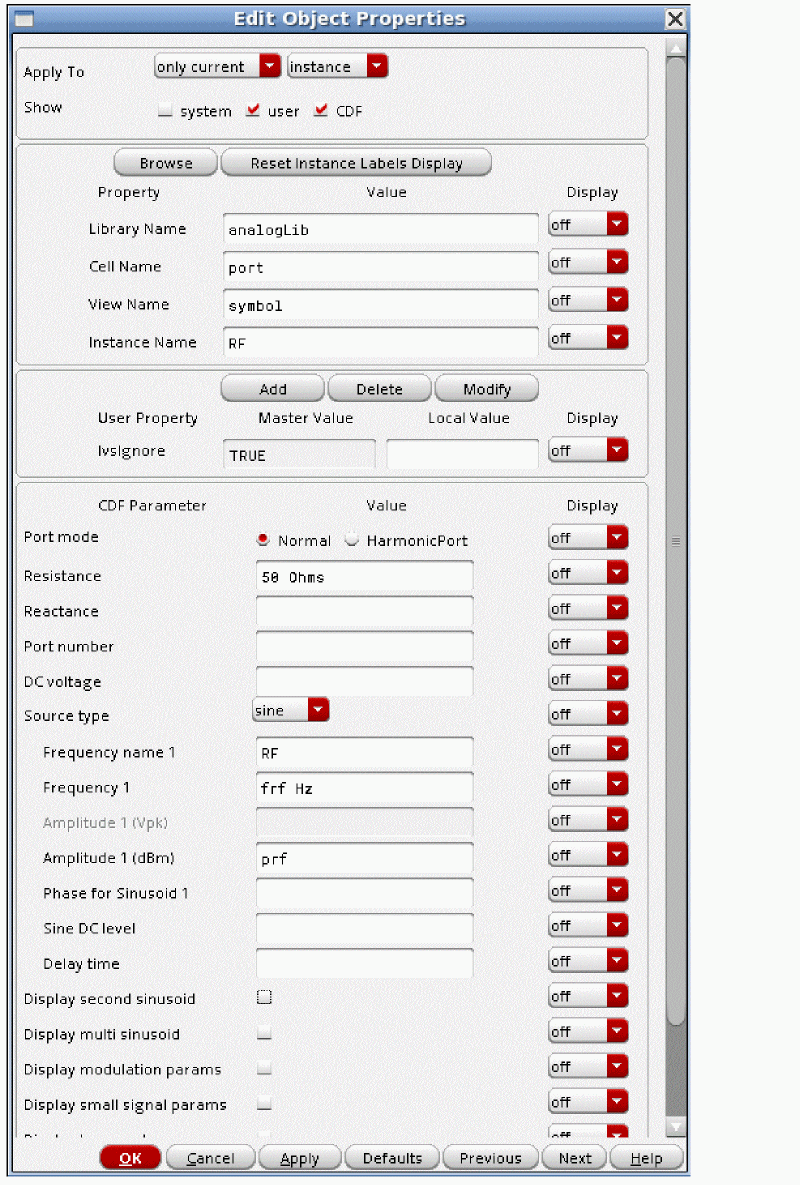 Edit Object Properties
Apply To only current instance
Show system user CDF
Browse Reset Instance Labels Display
Property Value Display
Library Name analogLib off
Cell Name port off
View Name symbol off
Instance Name RF off
Add Delete Modify
User Property Master Value Local Value Display
lvsIgnore TRUE off
CDF Parameter Value Display
Port mode Normal HarmonicPort off
Resistance 50 Ohms off
Reactance off
Port number off
DC voltage off
Source type sine off
Frequency name 1 RF off
Frequency 1 frf Hz off
Amplitude 1 (Vpk) off
Amplitude 1 (dBm) prf off
Phase for Sinusoid 1 off
Sine DC level off
Delay time off
Display second sinusoid off
Display multi sinusoid off
Display modulation params off
Display small signal params off
off
OK Cancel Apply Defaults Previous Next Help